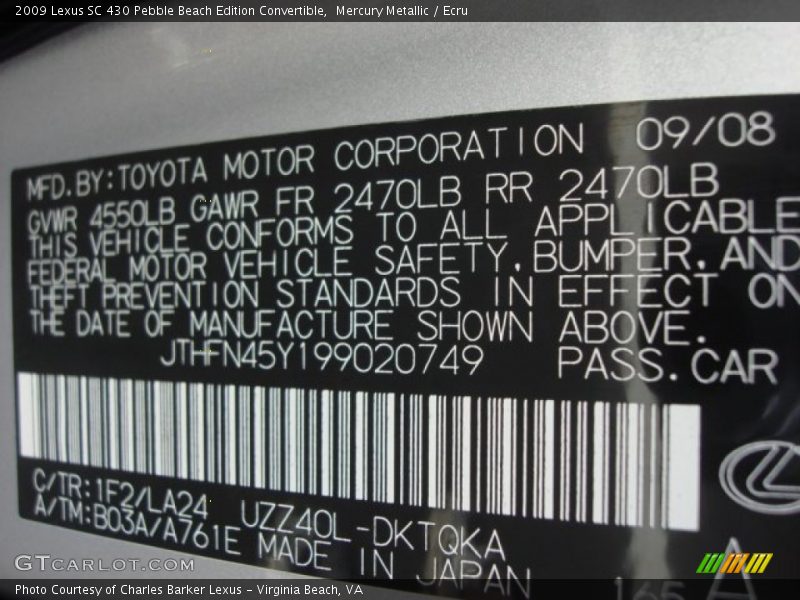 2009 Lexus SC 430 Pebble Beach Edition Convertible,  Mercury Metallic / Ecru
MFD.BY:TOYOTA MOTOR CORPORATION 09/08
GVWR 4550LB GAWR FR 2470LB RR 2470LB
THIS VEHICLE CONFORMS TO ALL APPLICABLE
FEDERAL MOTOR VEHICLE SAFETY,BUMPER,AND
THEFT PREVENTION STANDARDS IN EFFECT ON
THE DATE OF MANUFACTURE SHOWN ABOVE.
JTHFN45Y199020749 PASS.CAR
C/TR:1F2/LA24 UZZ40L-DKTQKA
A/TM:B03A/A761E MADE IN JAPAN
165 A
GTCARLOT.COM
Photo Courtesy of Charles Barker Lexus - Virginia Beach, VA